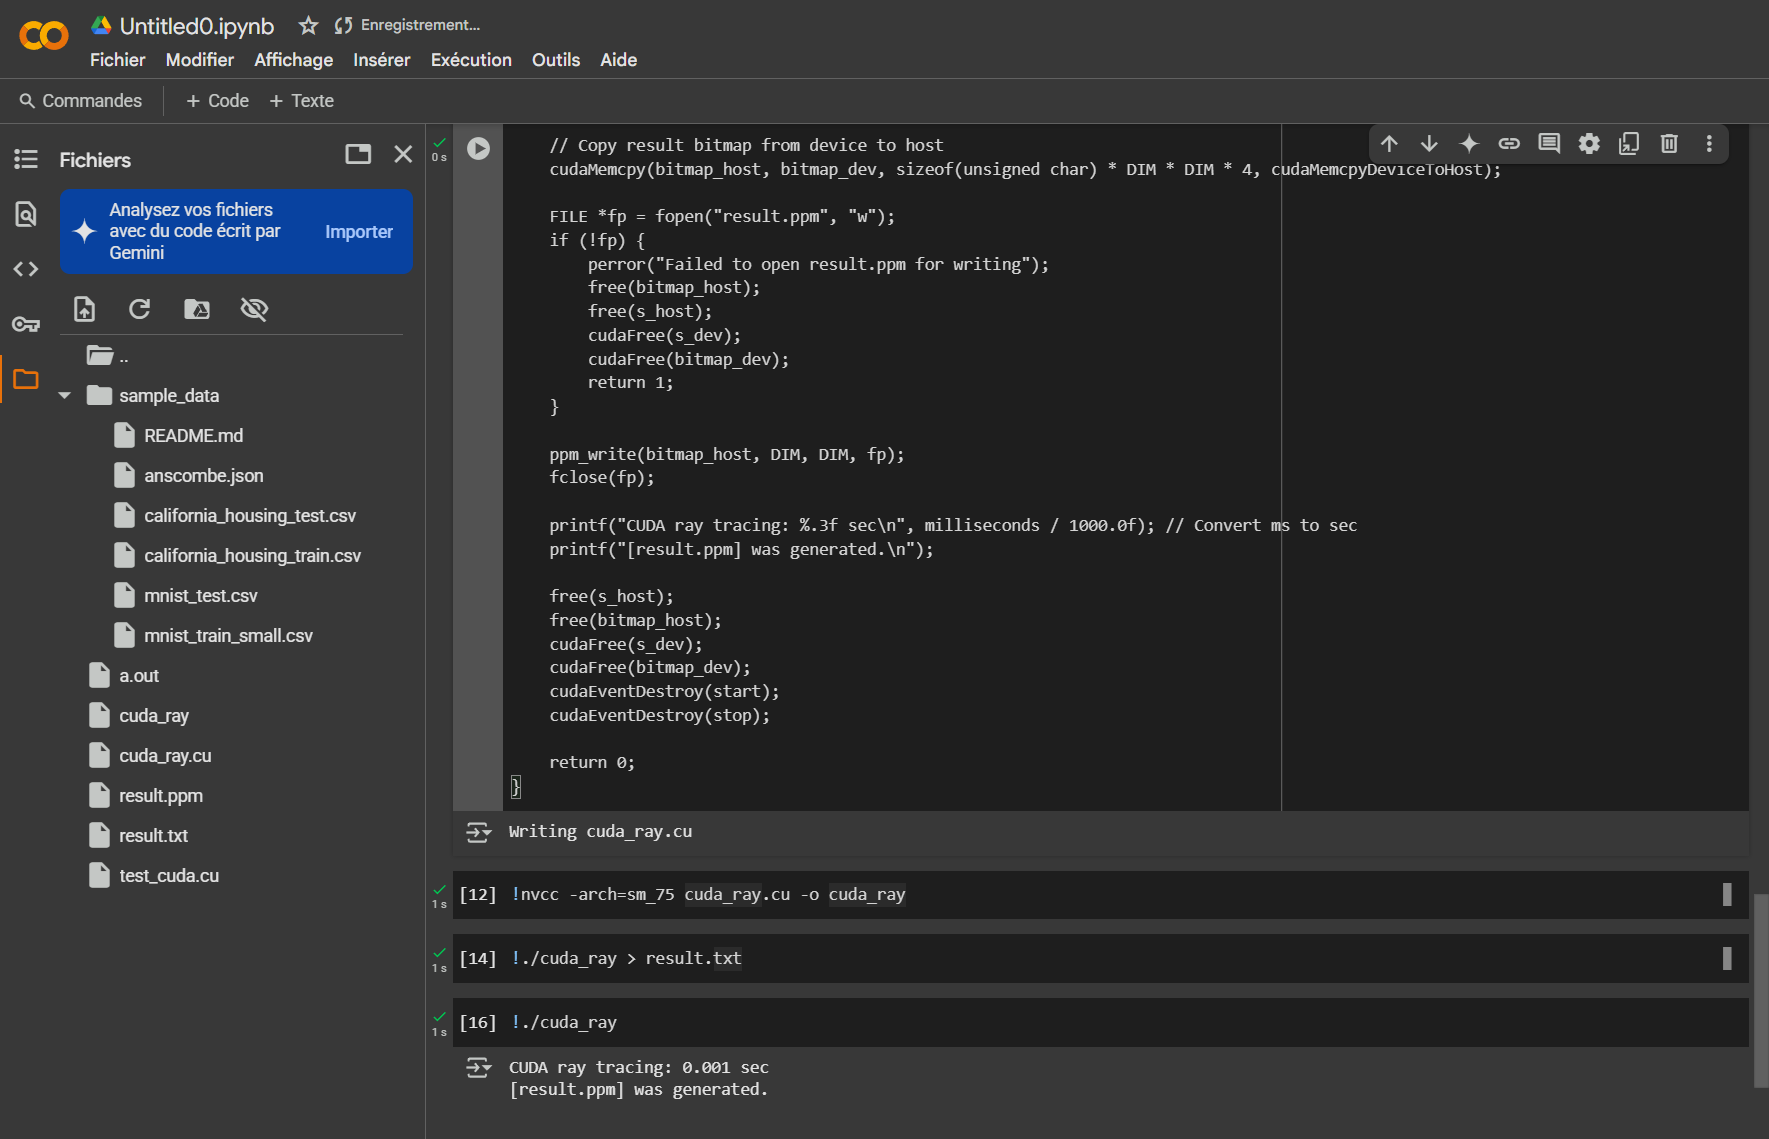 Untitled0.ipynb
Enregistrement...
Fichier Modifier Affichage Insérer Exécution Outils Aide
Commandes
+ Code + Texte
Fichiers
Analysez vos fichiers
avec du code écrit par
Gemini
Importer
..
sample_data
README.md
anscombe.json
california_housing_test.csv
california_housing_train.csv
mnist_test.csv
mnist_train_small.csv
a.out
cuda_ray
cuda_ray.cu
result.ppm
result.txt
test_cuda.cu
0 s
// Copy result bitmap from device to host
cudaMemcpy(bitmap_host, bitmap_dev, sizeof(unsigned char) * DIM * DIM * 4, cudaMemcpyDeviceToHost);
FILE *fp = fopen("result.ppm", "w");
if (!fp) {
perror("Failed to open result.ppm for writing");
free(bitmap_host);
free(s_host);
cudaFree(s_dev);
cudaFree(bitmap_dev);
return 1;
}
ppm_write(bitmap_host, DIM, DIM, fp);
fclose(fp);
printf("CUDA ray tracing: %.3f sec\n", milliseconds / 1000.0f); // Convert ms to sec
printf("[result.ppm] was generated.\n");
free(s_host);
free(bitmap_host);
cudaFree(s_dev);
cudaFree(bitmap_dev);
cudaEventDestroy(start);
cudaEventDestroy(stop);
return 0;
}
Writing cuda_ray.cu
1 s
[12] !nvcc -arch=sm_75 cuda_ray.cu -o cuda_ray
1 s
[14] !./cuda_ray > result.txt
1 s
[16] !./cuda_ray
CUDA ray tracing: 0.001 sec
[result.ppm] was generated.